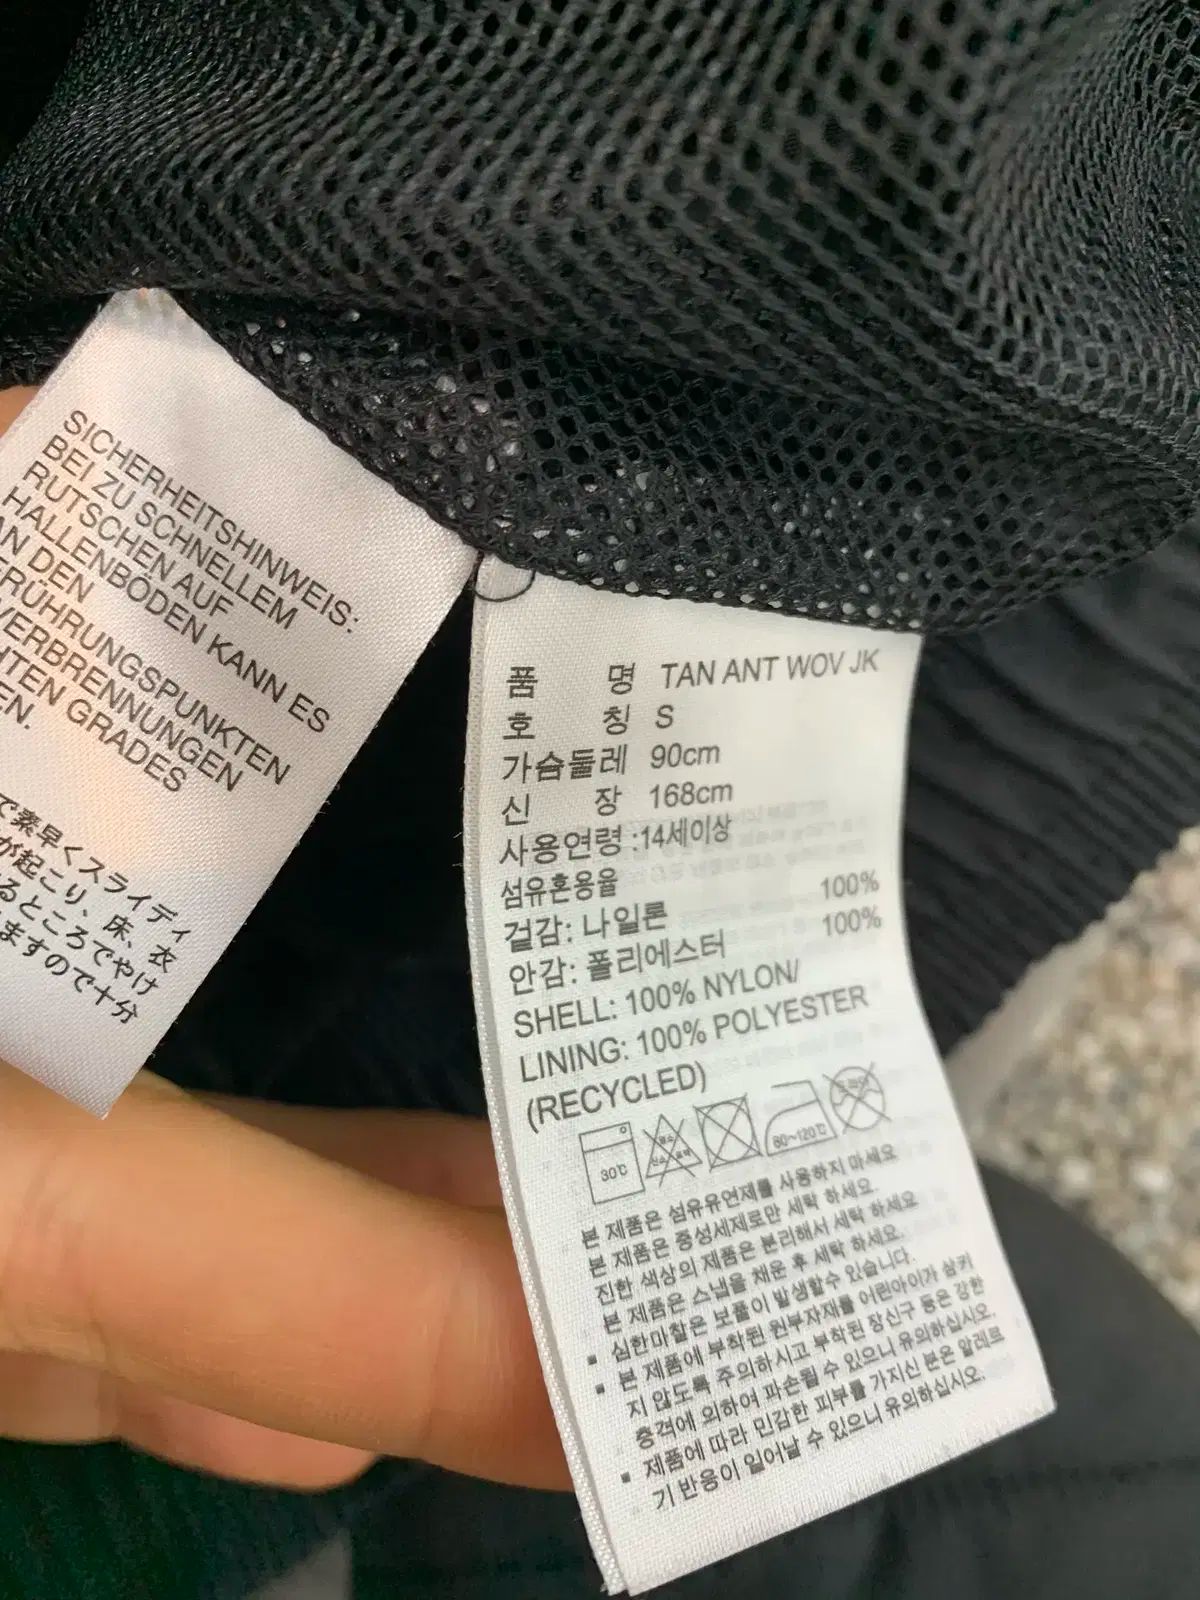 SICHERHEITSHINWEIS:
BEI ZU SCHNELLEM
RUTSCHEN AUF
HALLENBÖDEN KANN ES
AN DEN
ERÜHRUNGSPUNKTEN
VERBRENNUNGEN
HTEN GRADES
EN.
で素早くスライディ
が起こり、床、衣
るところでやけ
ますので十分
품 명 TAN ANT WOV JK
호 칭 S
가슴둘레 90cm
신 장 168cm
사용연령 :14세이상
섬유혼용율
겉감: 나일론 100%
안감: 폴리에스터 100%
SHELL: 100% NYLON/
LINING: 100% POLYESTER
(RECYCLED)
30℃
80~120℃
본 제품은 섬유유연제를 사용하지 마세요
본 제품은 중성세제로만 세탁 하세요.
진한 색상의 제품은 분리해서 세탁 하세요
본 제품은 스냅을 채운 후 세탁 하세요.
▪ 심한마찰은 보풀이 발생할수 있습니다.
▪ 본 제품에 부착된 원부자재를 어린아이가 삼키
지 않도록 주의하시고 부착된 장신구 등은 강한
충격에 의하여 파손될 수 있으니 유의하십시오.
▪ 제품에 따라 민감한 피부를 가지신 분은 알레르
기 반응이 일어날 수 있으니 유의하십시오.